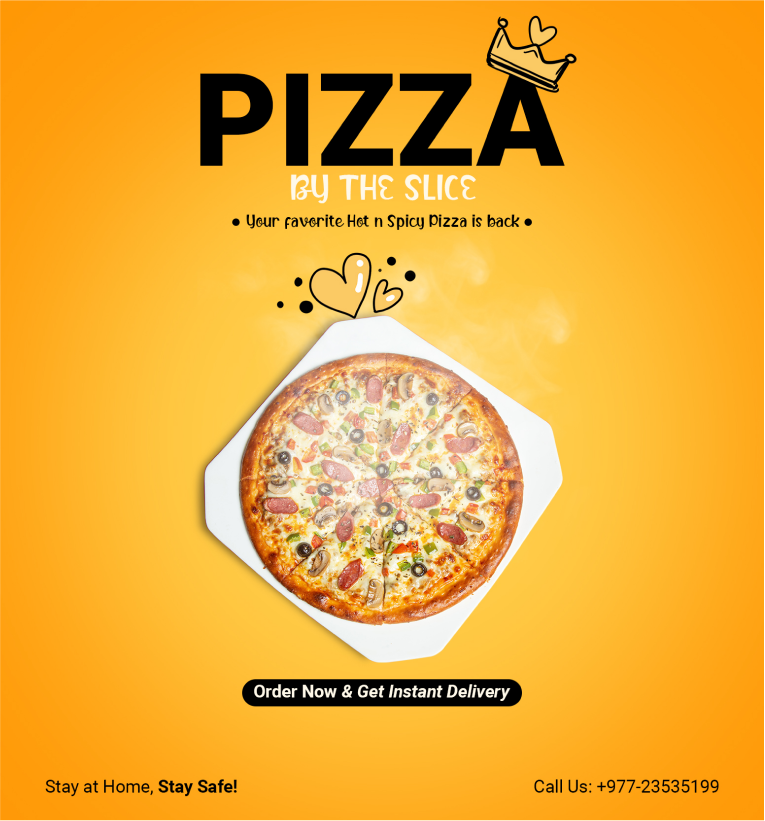 PIZZA
BY THE SLICE
• Your favorite Hot n Spicy Pizza is back •
Order Now & Get Instant Delivery
Stay at Home, Stay Safe!
Call Us: +977-23535199